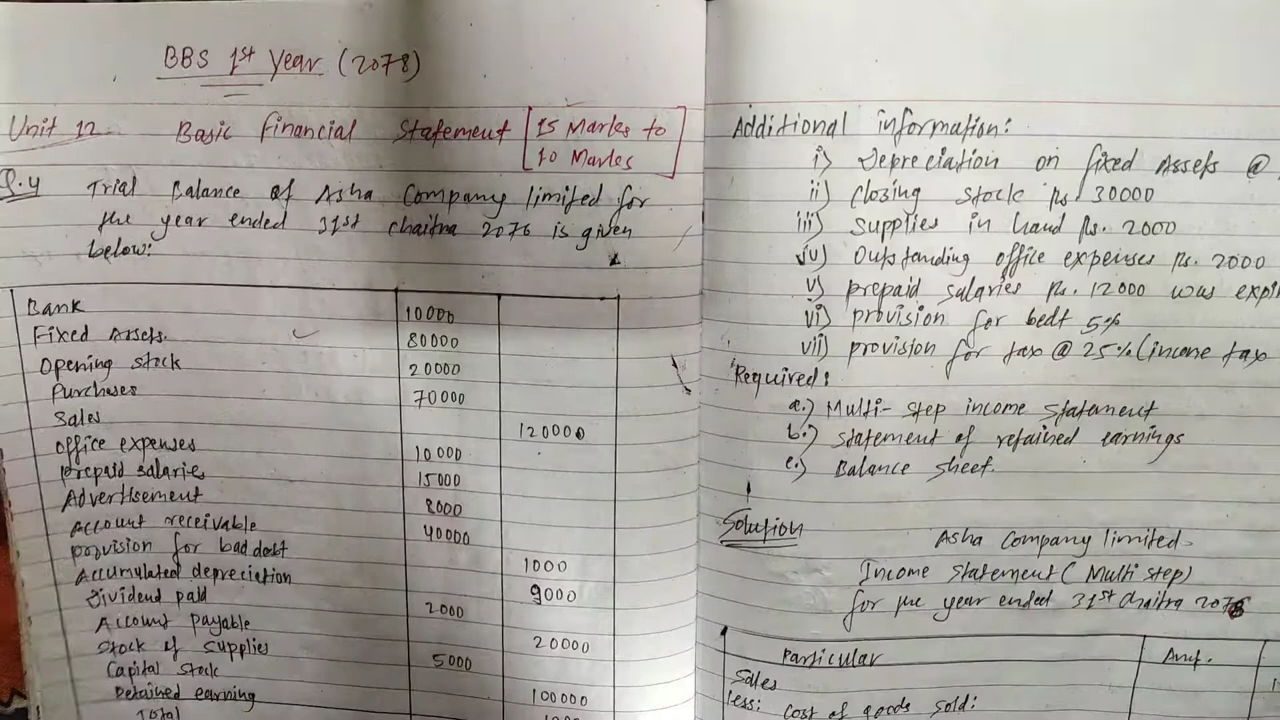 BBS 1st Year (2078)
Unit 12. Basic Financial Statement [15 Marks to
10 Marks]
Q.4 Trial Balance of Asha Company limited for
the year ended 31st Chaitra 2076 is given
below:
Bank 10000
Fixed Assets. 80000
Opening stock 20000
Purchases 70000
Sales 120000
Office expenses 10000
Prepaid salaries 15000
Advertisement 8000
Account receivable 40000
provision for bad debt 1000
Accumulated depreciation 9000
Dividend paid 2000
Account payable 20000
Stock of supplies 5000
Capital stock 100000
Retained earning
Total
Additional information:
i) Depreciation on fixed Assets @
ii) Closing stock Rs 30000
iii) Supplies in hand Rs. 2000
iv) Outstanding office expenses Rs. 2000
v) prepaid salaries Rs. 12000 was expi
vi) provision for bedt 5%
vii) provision for tax @ 25% (income tax
Required:
a.) Multi-step income statement
b.) statement of retained earnings
c.) Balance sheet.
Solution
Asha Company limited.
Income Statement (Multi step)
for the year ended 31st Chaitra 2076
Particular Amt.
Sales
less: Cost of goods sold: